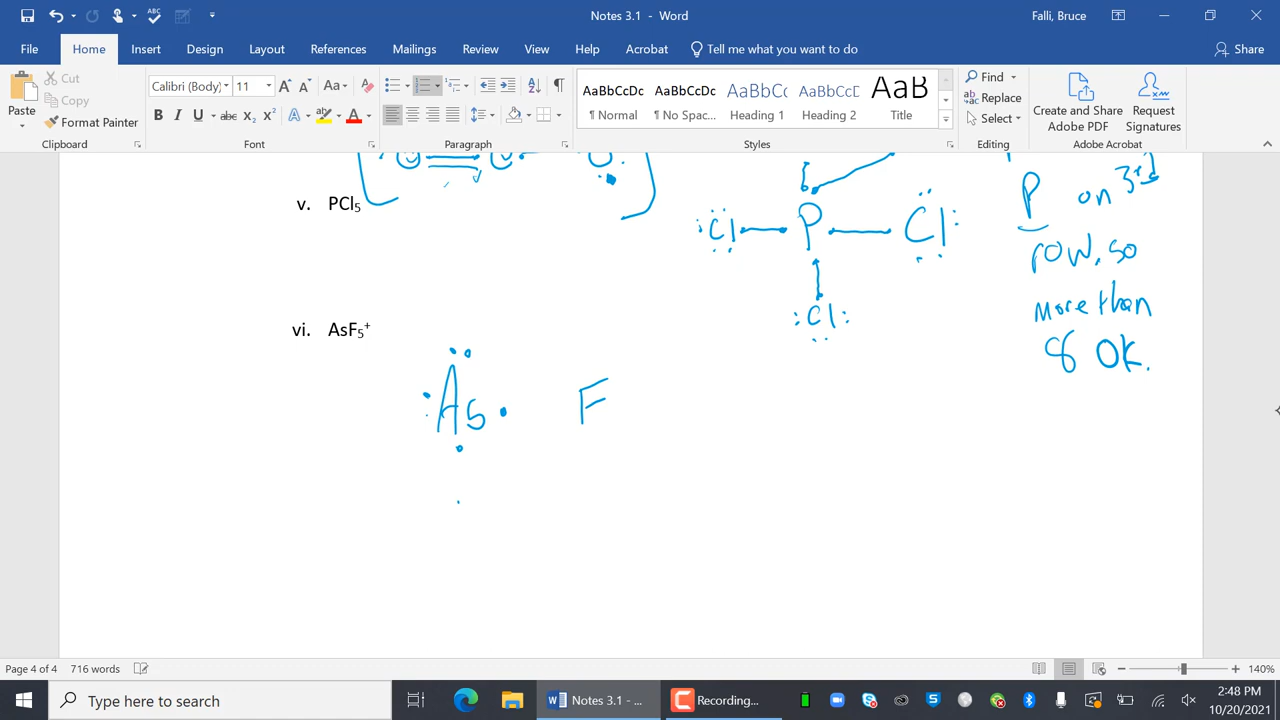 Notes 3.1 - Word
Falli, Bruce
File Home Insert Design Layout References Mailings Review View Help Acrobat Tell me what you want to do Share
Paste
Cut
Copy
Format Painter
Clipboard
Calibri (Body) 11 Aa
B I U abc X2 X2 A A
Font
Paragraph
AaBbCcDc AaBbCcDc AaBbCc AaBbCcD AaB
¶ Normal ¶ No Spac... Heading 1 Heading 2 Title
Styles
Find
Replace
Select
Editing
Create and Share Adobe PDF
Request Signatures
Adobe Acrobat
v. PCl5
Cl P Cl
Cl
P on 3rd
row, so
more than
8 OK.
vi. AsF5+
As F
Page 4 of 4 716 words 140%
Type here to search
Notes 3.1 - ...
Recording...
2:48 PM
10/20/2021